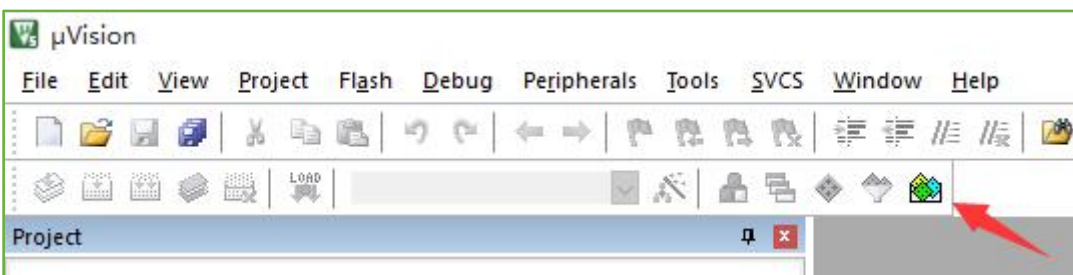 µVision
File Edit View Project Flash Debug Peripherals Tools SVCS Window Help
LOAD
Project